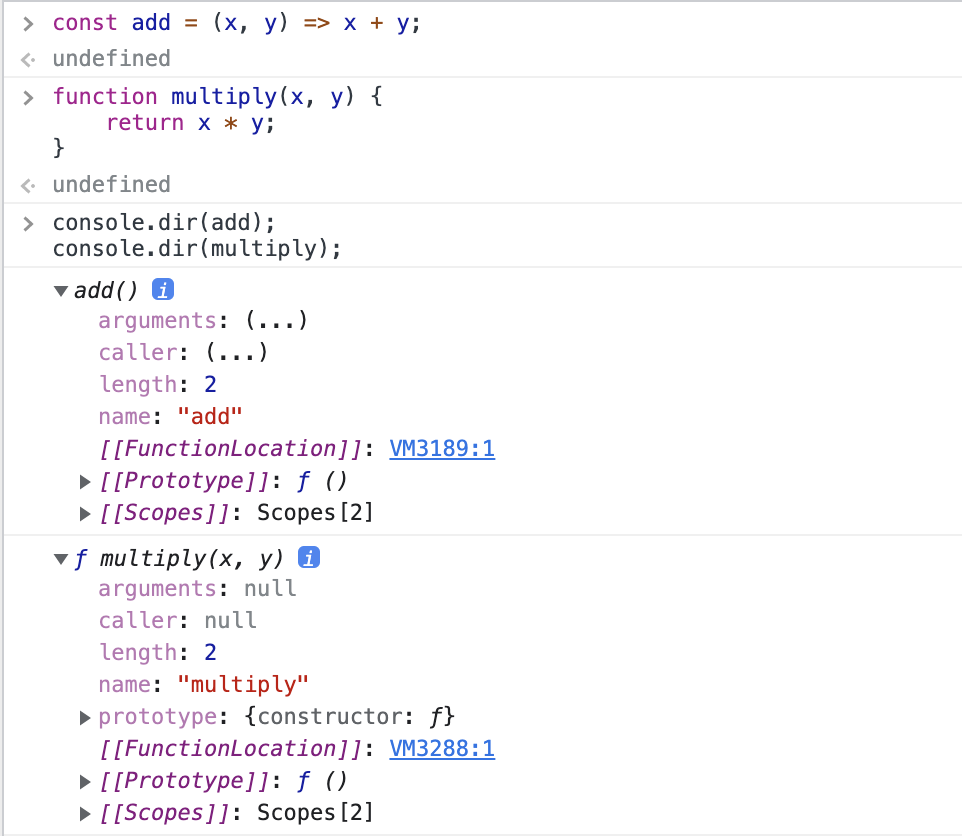 > const add = (x, y) => x + y;
<· undefined
> function multiply(x, y) {
    return x * y;
}
<· undefined
> console.dir(add);
console.dir(multiply);
▼ add() i
arguments: (...)
caller: (...)
length: 2
name: "add"
[[FunctionLocation]]: VM3189:1
▶ [[Prototype]]: ƒ ()
▶ [[Scopes]]: Scopes[2]
▼ ƒ multiply(x, y) i
arguments: null
caller: null
length: 2
name: "multiply"
▶ prototype: {constructor: ƒ}
[[FunctionLocation]]: VM3288:1
▶ [[Prototype]]: ƒ ()
▶ [[Scopes]]: Scopes[2]